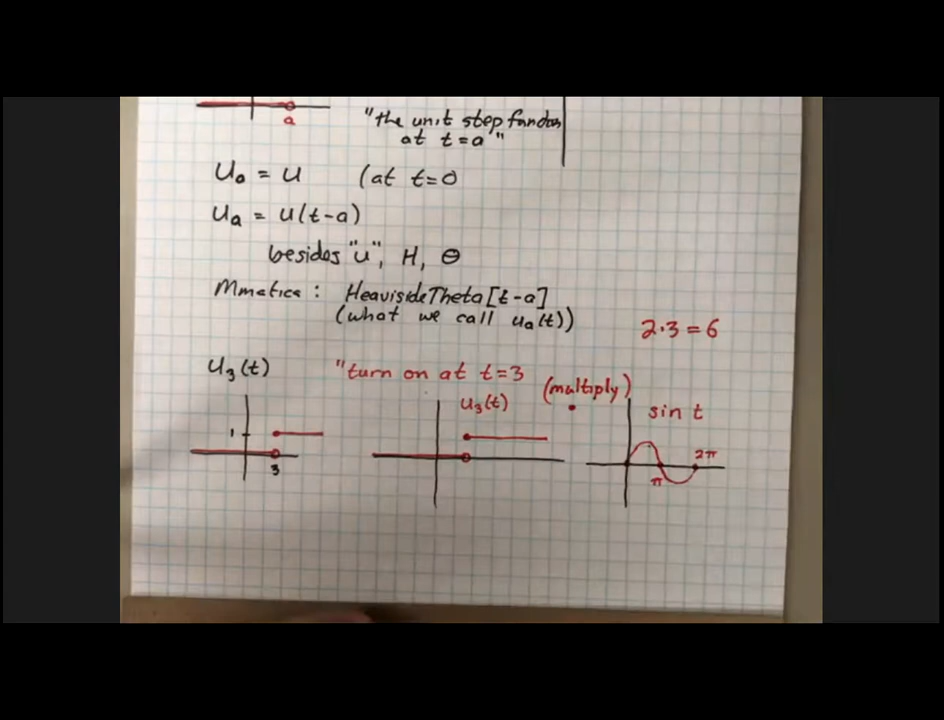 a
"the unit step function
at t=a"
u₀ = u (at t=0
uₐ = u(t-a)
besides "u", H, Θ
Mmatica : HeavisideTheta[t-a]
(what we call uₐ(t))
2·3=6
u₃(t) "turn on at t=3
u₃(t) (multiply) ·
sin t
1
3
π
2π